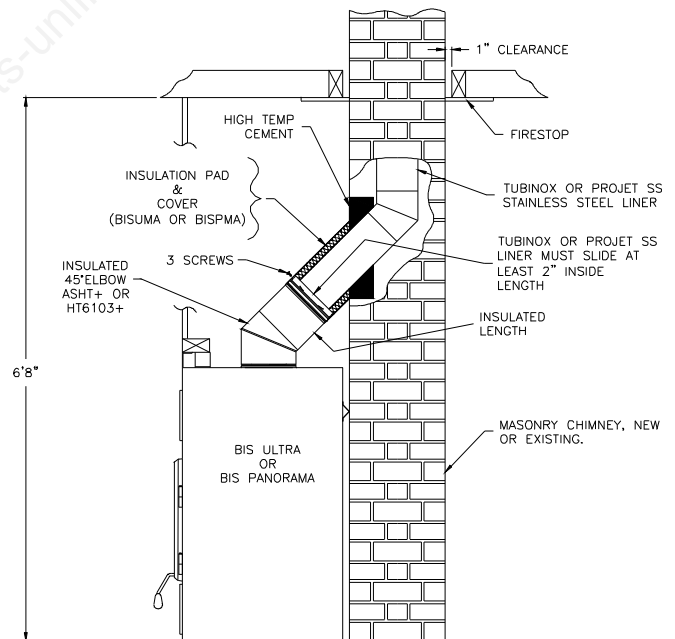 1" CLEARANCE
HIGH TEMP
CEMENT
FIRESTOP
INSULATION PAD
&
COVER
(BISUMA OR BISPMA)
TUBINOX OR PROJET SS
STAINLESS STEEL LINER
3 SCREWS
TUBINOX OR PROJET SS
LINER MUST SLIDE AT
LEAST 2" INSIDE
LENGTH
INSULATED
45°ELBOW
ASHT+ OR
HT6103+
INSULATED
LENGTH
6'8"
MASONRY CHIMNEY, NEW
OR EXISTING.
BIS ULTRA
OR
BIS PANORAMA